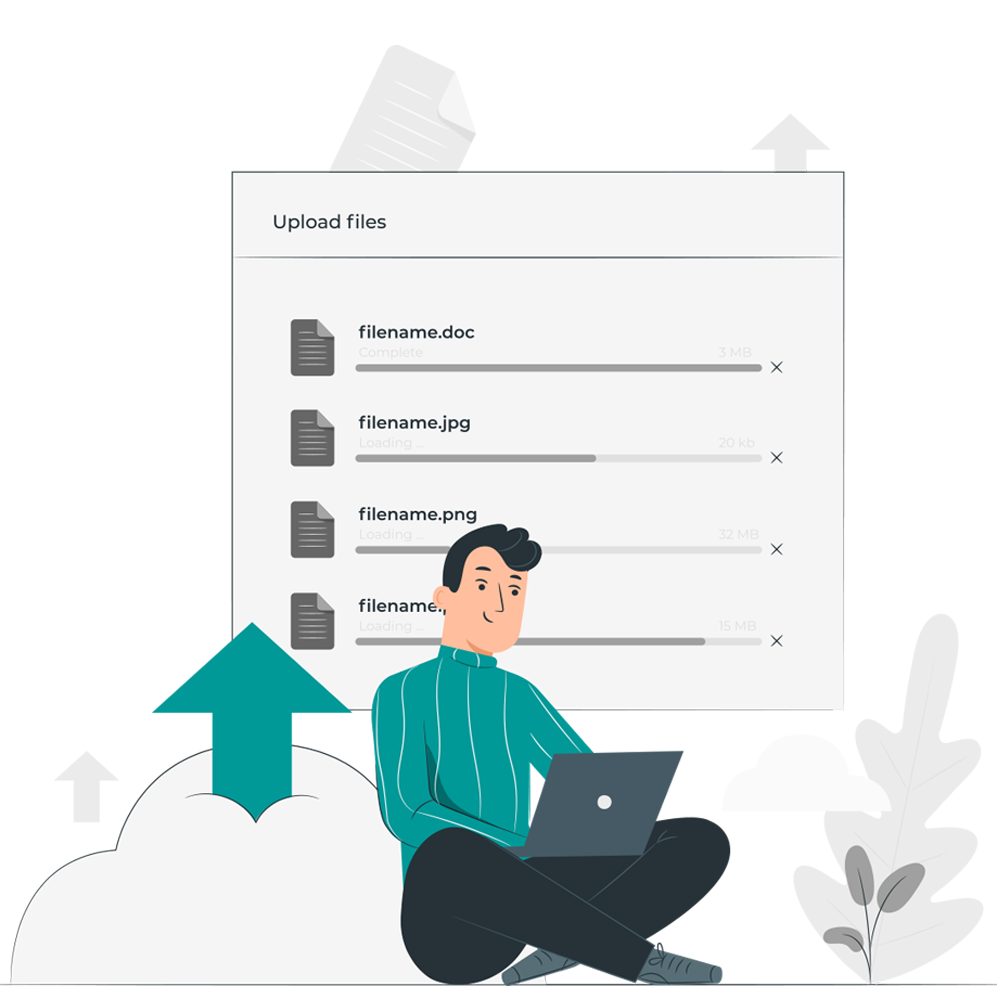 Upload files
filename.doc
Complete 3 MB
filename.jpg
Loading ... 20 kb
filename.png
Loading ... 32 MB
Loading ... 15 MB